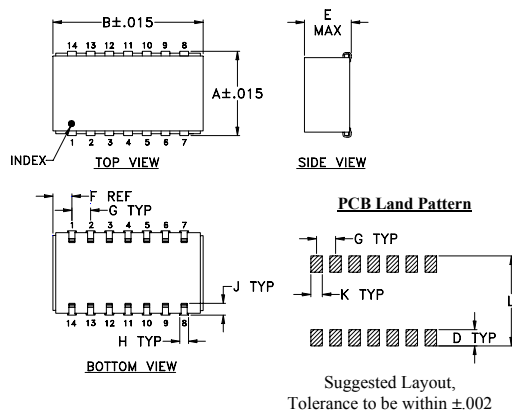 B±.015
E
MAX
14 13 12 11 10 9 8
A±.015
INDEX
1 2 3 4 5 6 7
TOP VIEW
SIDE VIEW
F REF
G TYP
1 2 3 4 5 6 7
J TYP
14 13 12 11 10 9 8
H TYP
BOTTOM VIEW
PCB Land Pattern
G TYP
K TYP
L
D TYP
Suggested Layout,
Tolerance to be within ±.002